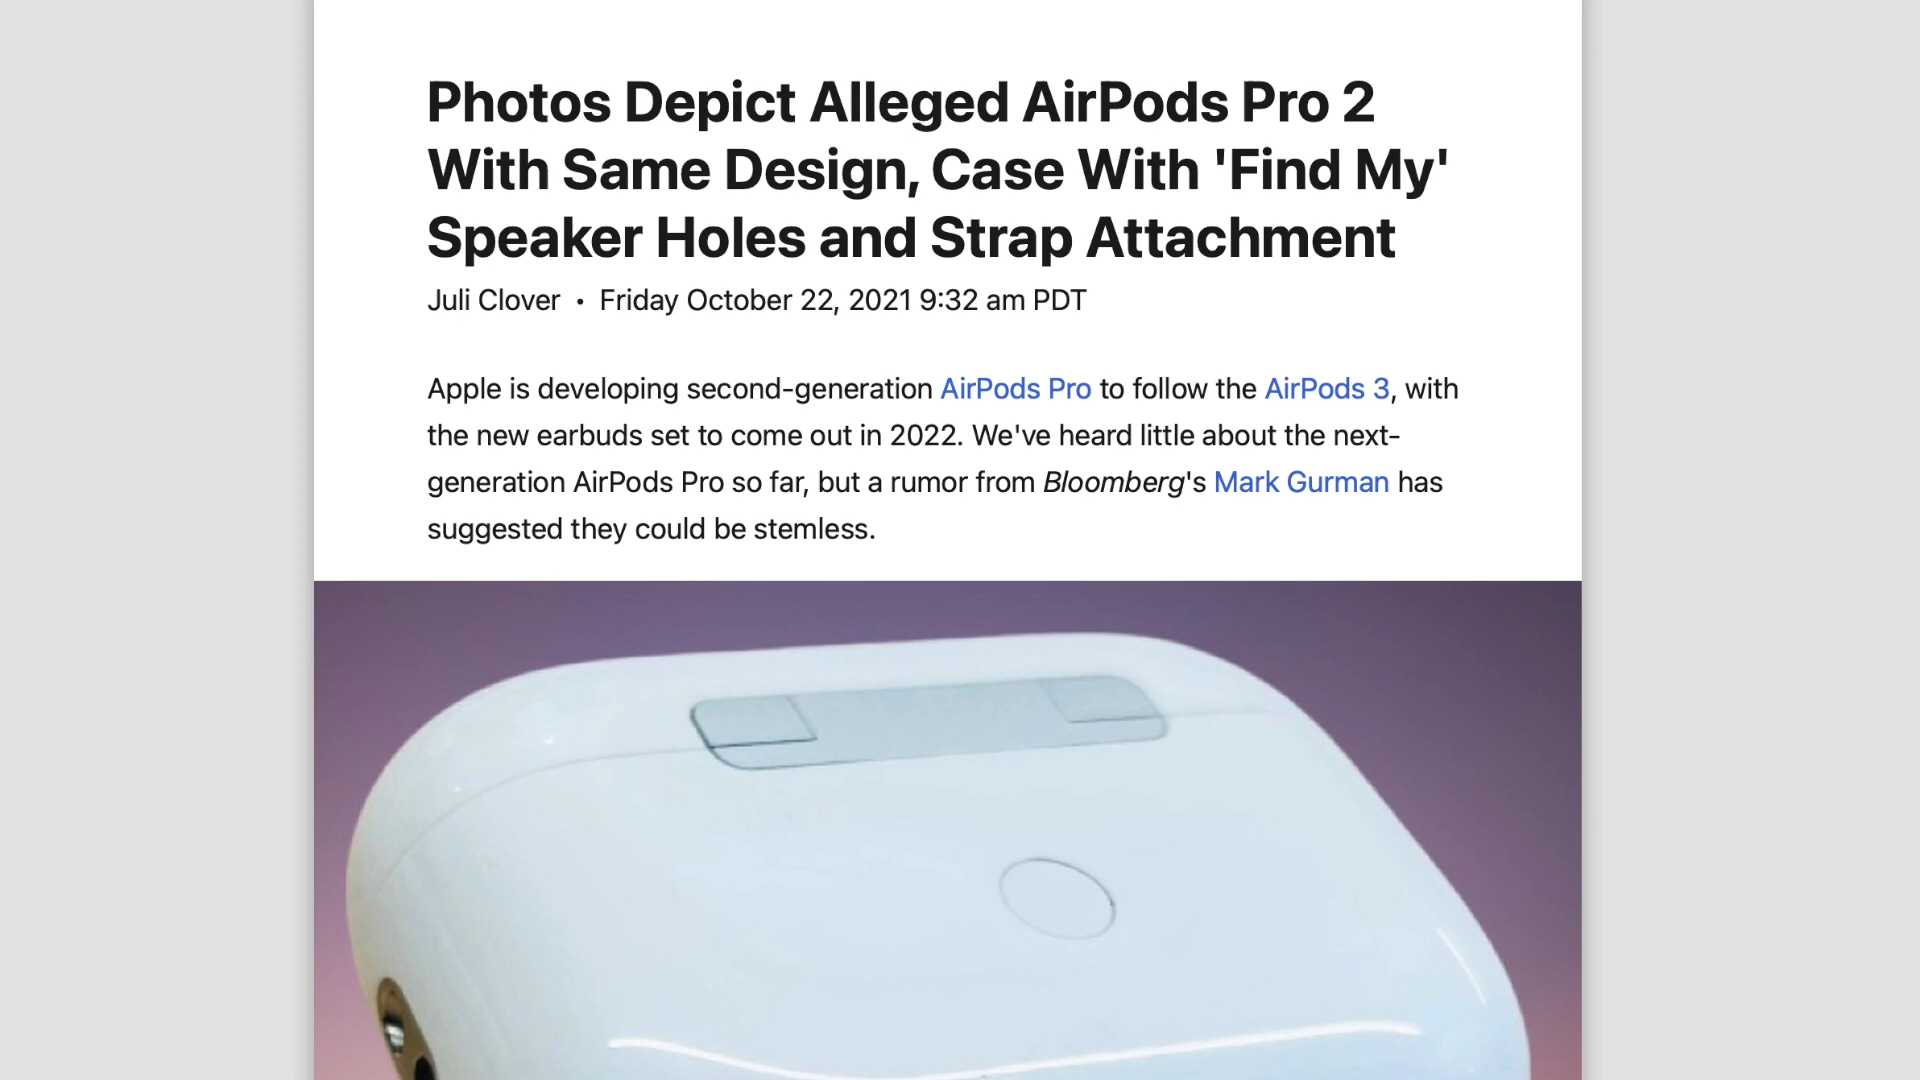 Photos Depict Alleged AirPods Pro 2
With Same Design, Case With 'Find My'
Speaker Holes and Strap Attachment
Juli Clover • Friday October 22, 2021 9:32 am PDT
Apple is developing second-generation AirPods Pro to follow the AirPods 3, with
the new earbuds set to come out in 2022. We've heard little about the next-
generation AirPods Pro so far, but a rumor from Bloomberg's Mark Gurman has
suggested they could be stemless.